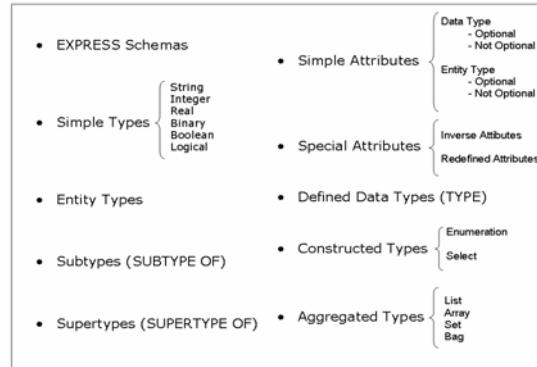 • EXPRESS Schemas
• Simple Types
String
Integer
Real
Binary
Boolean
Logical
• Entity Types
• Subtypes (SUBTYPE OF)
• Supertypes (SUPERTYPE OF)
• Simple Attributes
Data Type
- Optional
- Not Optional
Entity Type
- Optional
- Not Optional
• Special Attributes
Inverse Attibutes
Redefined Attributes
• Defined Data Types (TYPE)
• Constructed Types
Enumeration
Select
• Aggregated Types
List
Array
Set
Bag